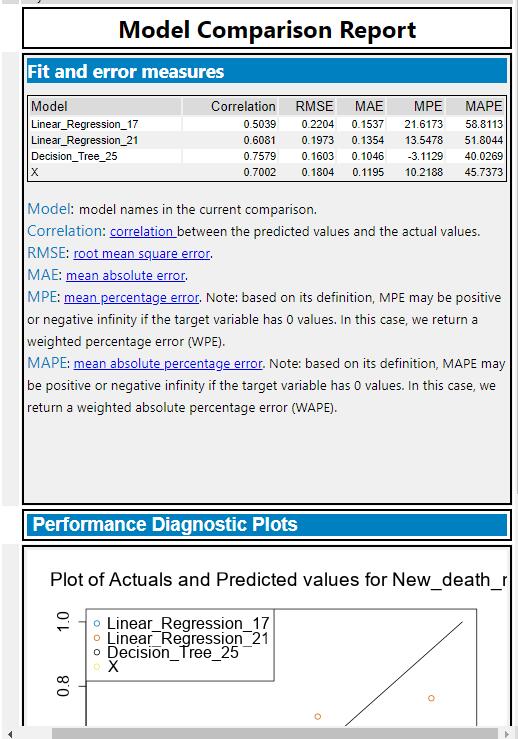 Model Comparison Report
Fit and error measures
Model Correlation RMSE MAE MPE MAPE
Linear_Regression_17 0.5039 0.2204 0.1537 21.6173 58.8113
Linear_Regression_21 0.6081 0.1973 0.1354 13.5478 51.8044
Decision_Tree_25 0.7579 0.1603 0.1046 -3.1129 40.0269
X 0.7002 0.1804 0.1195 10.2188 45.7373
Model: model names in the current comparison.
Correlation: correlation between the predicted values and the actual values.
RMSE: root mean square error.
MAE: mean absolute error.
MPE: mean percentage error. Note: based on its definition, MPE may be positive
or negative infinity if the target variable has 0 values. In this case, we return a
weighted percentage error (WPE).
MAPE: mean absolute percentage error. Note: based on its definition, MAPE may
be positive or negative infinity if the target variable has 0 values. In this case, we
return a weighted absolute percentage error (WAPE).
Performance Diagnostic Plots
Plot of Actuals and Predicted values for New_death_
1.0
Linear_Regression_17
Linear_Regression_21
Decision_Tree_25
X
0.8